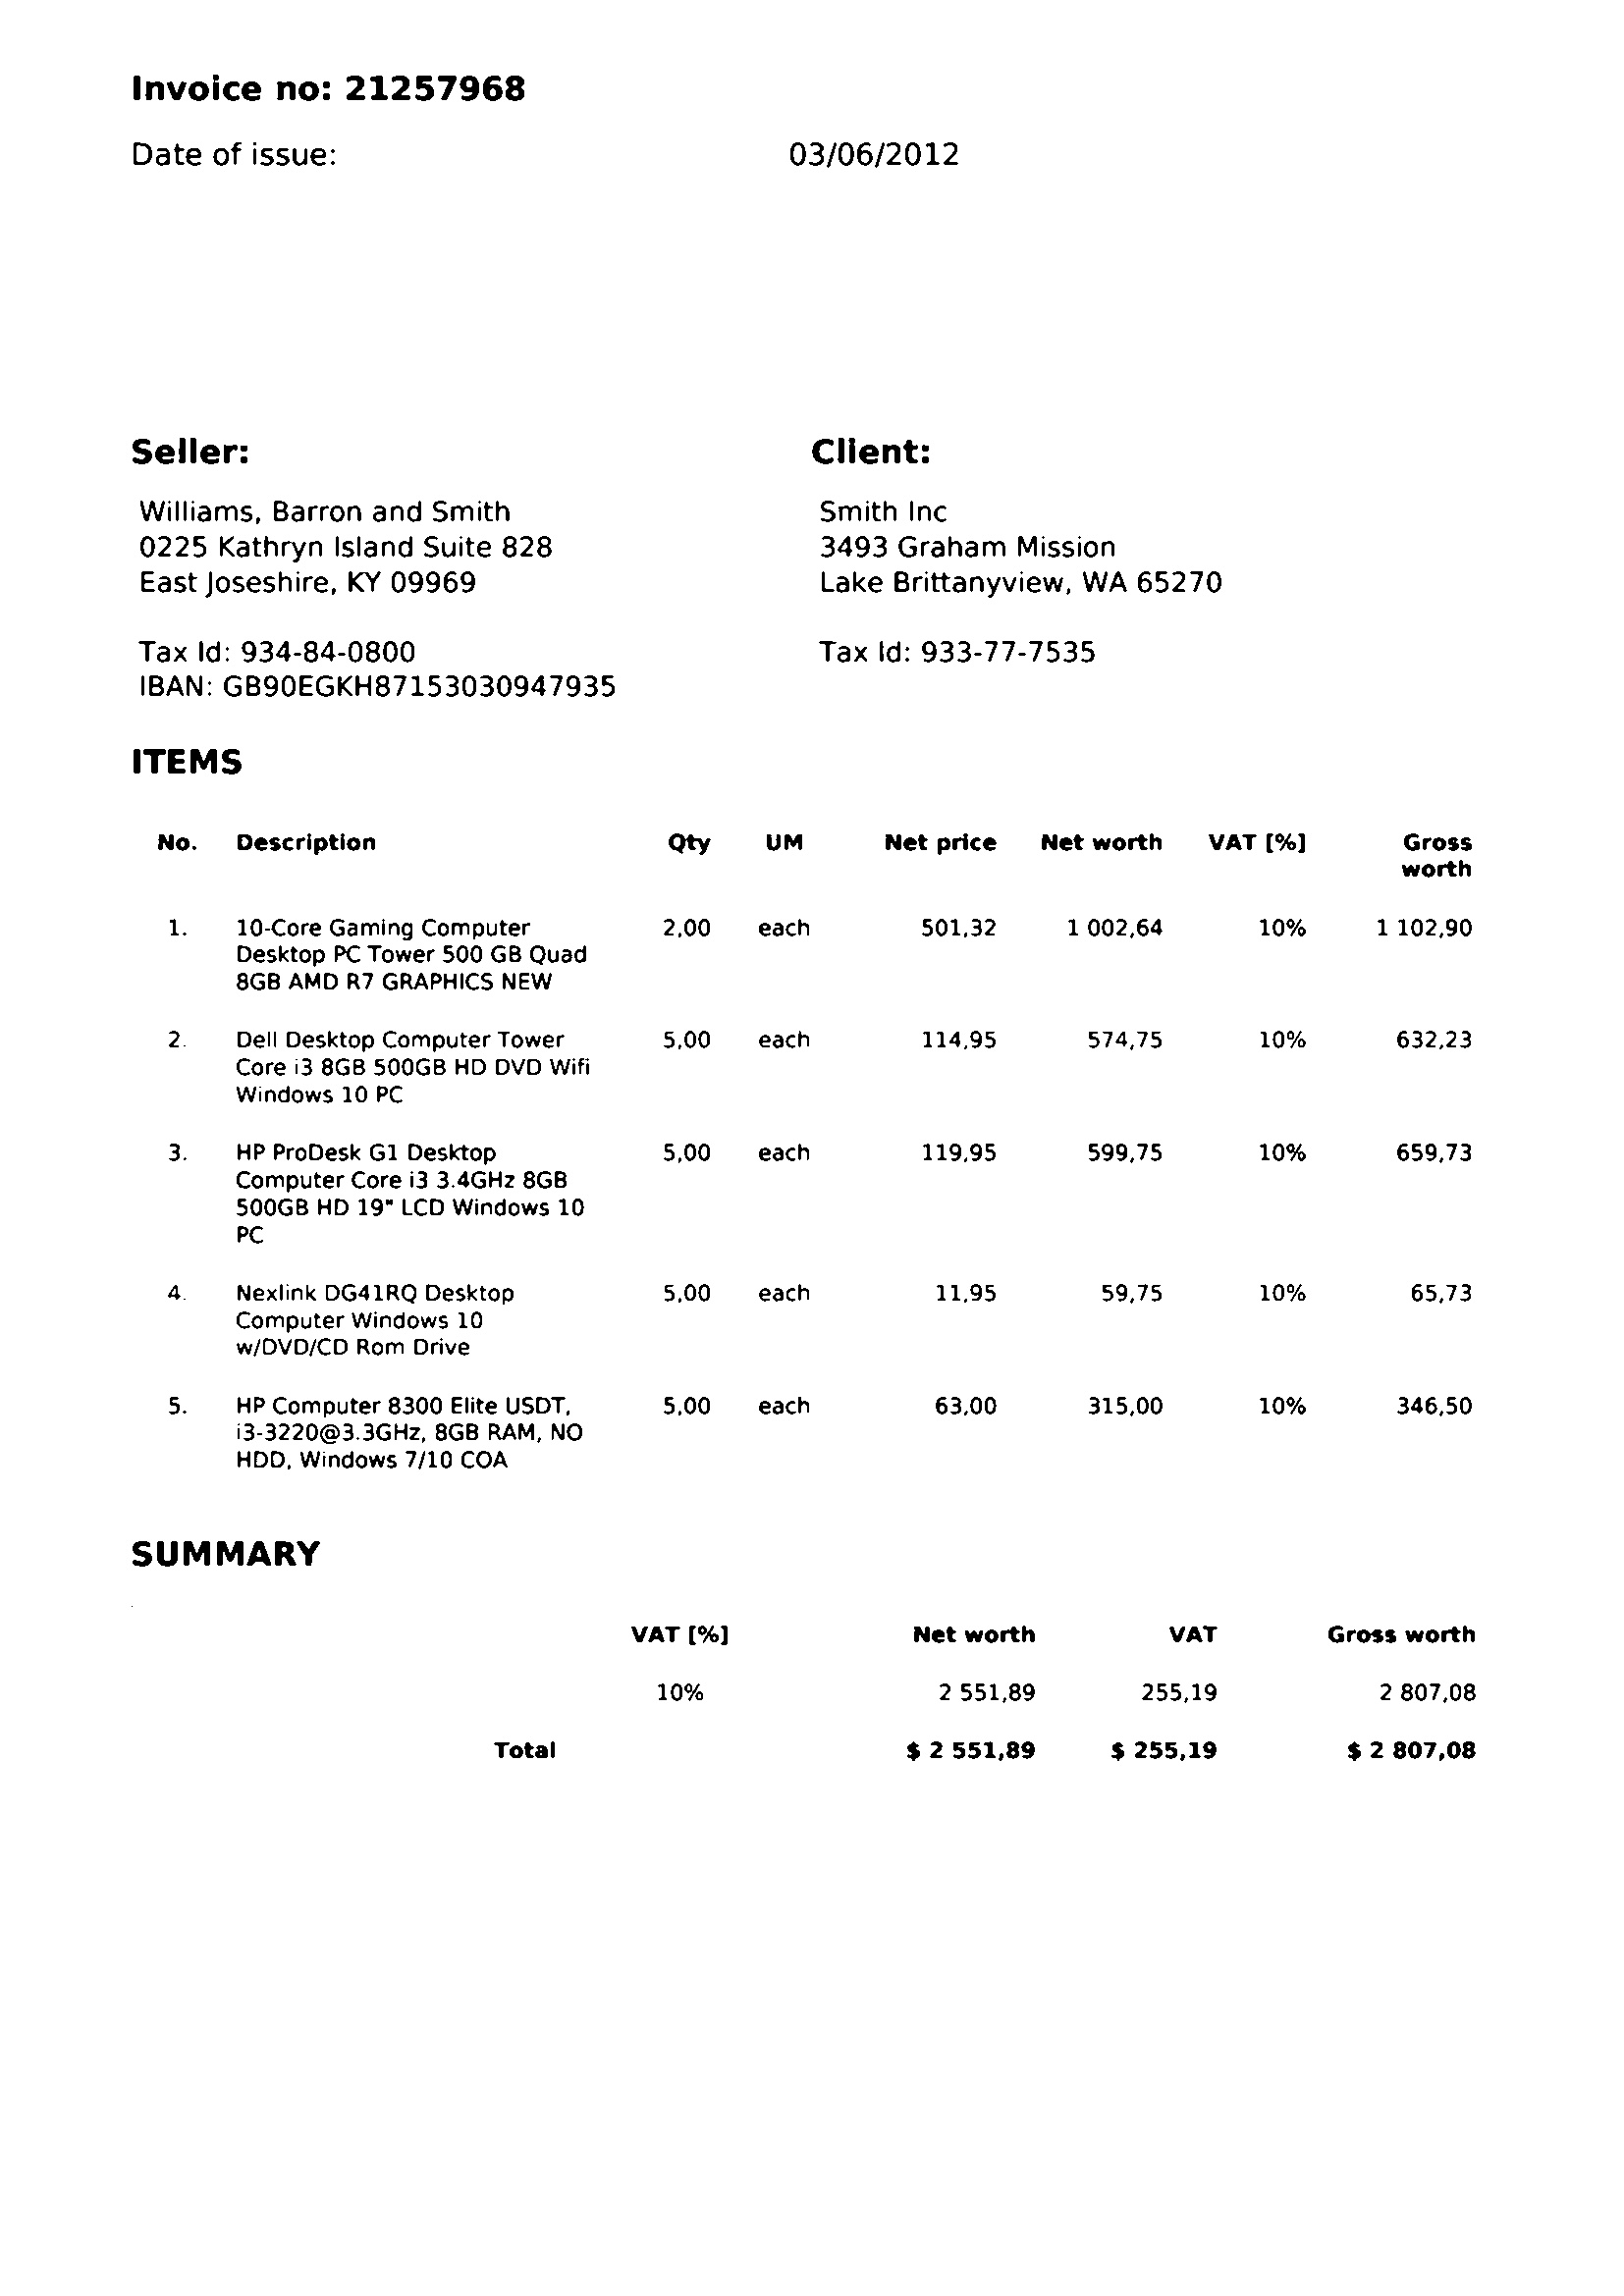 Invoice no: 21257968
Date of issue: 03/06/2012
Seller:
Williams, Barron and Smith
0225 Kathryn Island Suite 828
East Joseshire, KY 09969
Tax Id: 934-84-0800
IBAN: GB90EGKH87153030947935
Client:
Smith Inc
3493 Graham Mission
Lake Brittanyview, WA 65270
Tax Id: 933-77-7535
ITEMS
No. Description Qty UM Net price Net worth VAT [%] Gross
worth
1. 10-Core Gaming Computer 2,00 each 501,32 1 002,64 10% 1 102,90
Desktop PC Tower 500 GB Quad
8GB AMD R7 GRAPHICS NEW
2. Dell Desktop Computer Tower 5,00 each 114,95 574,75 10% 632,23
Core i3 8GB 500GB HD DVD Wifi
Windows 10 PC
3. HP ProDesk G1 Desktop 5,00 each 119,95 599,75 10% 659,73
Computer Core i3 3.4GHz 8GB
500GB HD 19" LCD Windows 10
PC
4. Nexlink DG41RQ Desktop 5,00 each 11,95 59,75 10% 65,73
Computer Windows 10
w/DVD/CD Rom Drive
5. HP Computer 8300 Elite USDT, 5,00 each 63,00 315,00 10% 346,50
i3-3220@3.3GHz, 8GB RAM, NO
HDD, Windows 7/10 COA
SUMMARY
VAT [%] Net worth VAT Gross worth
10% 2 551,89 255,19 2 807,08
Total $ 2 551,89 $ 255,19 $ 2 807,08